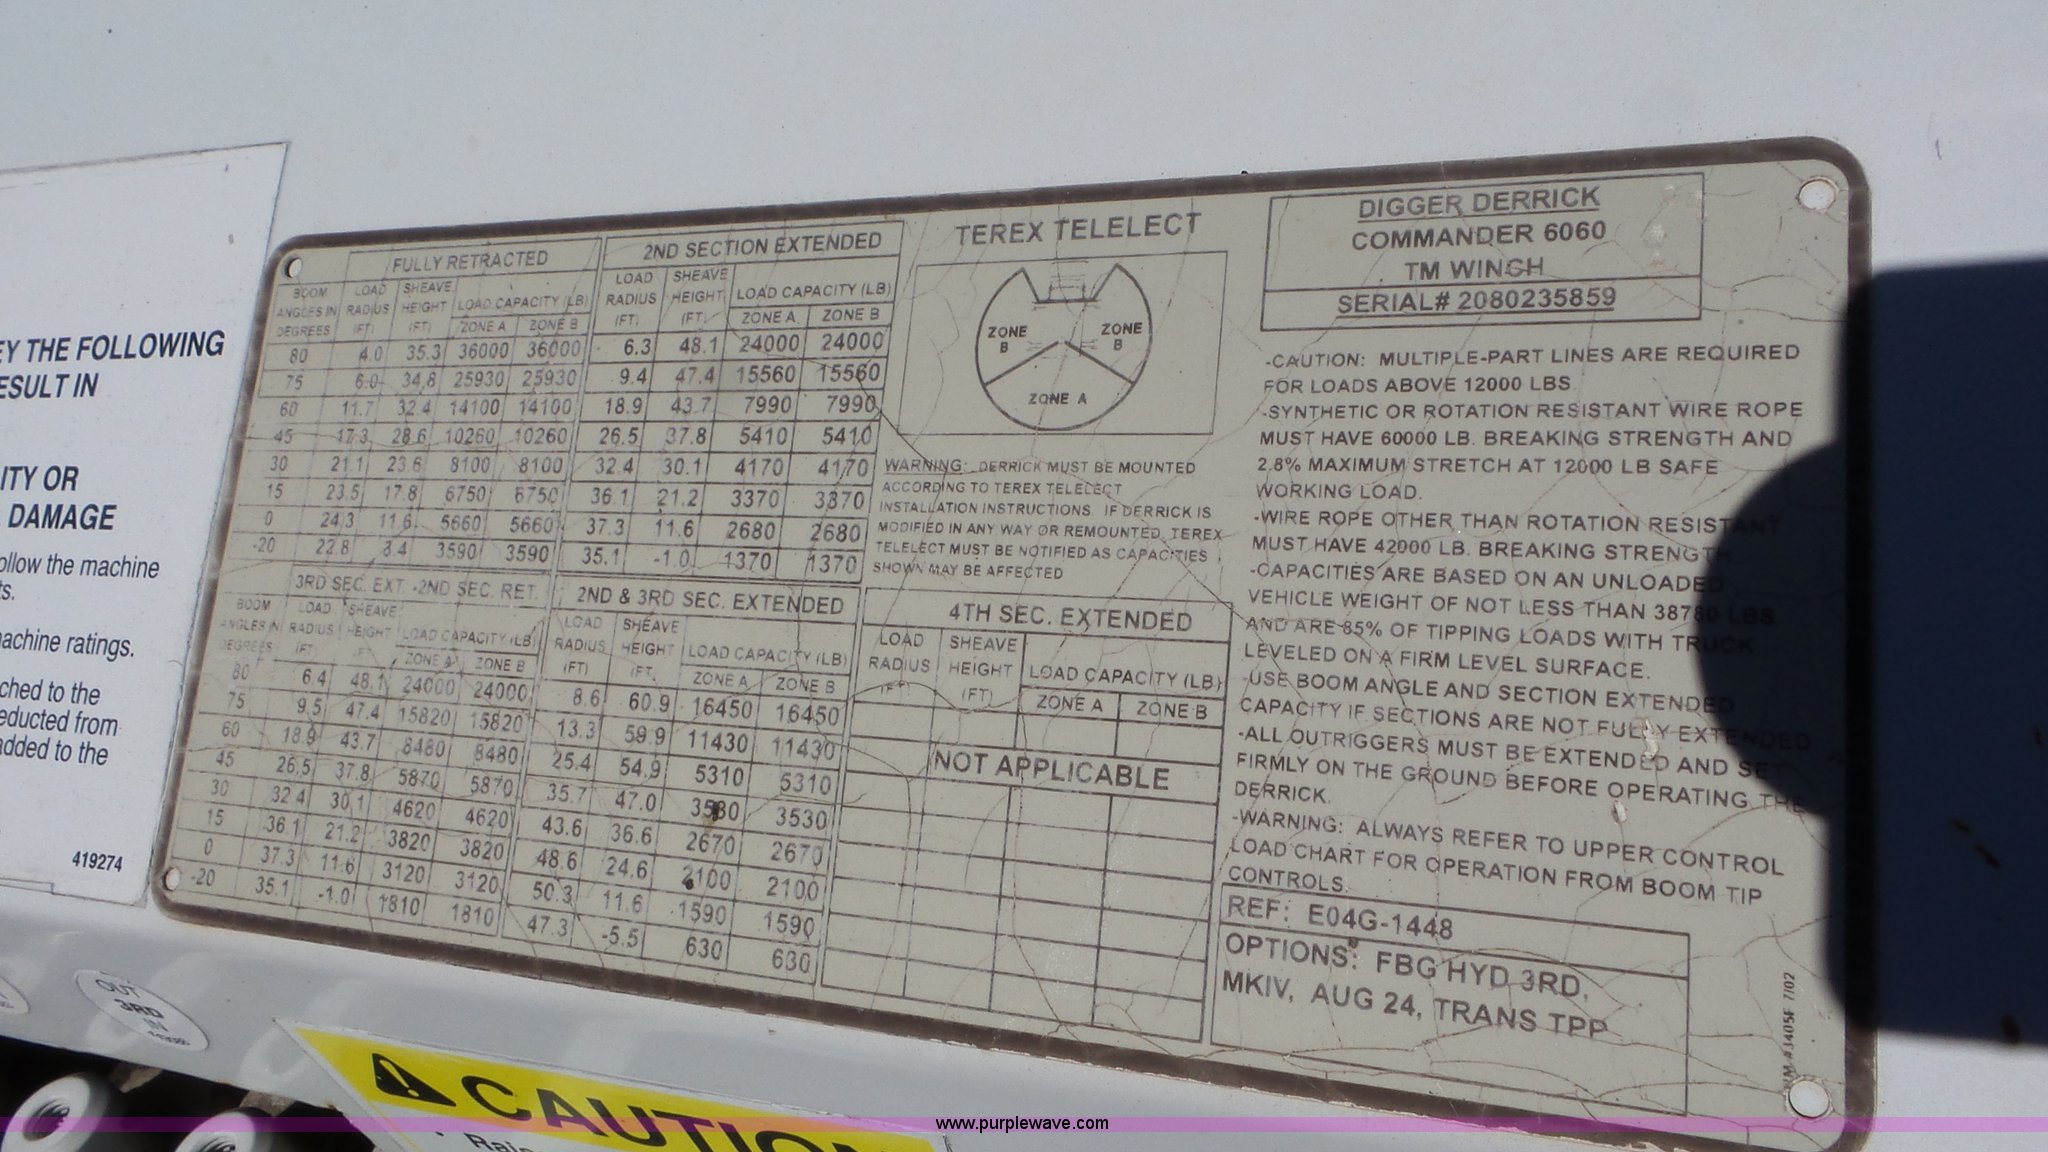 EY THE FOLLOWING
ESULT IN
ITY OR
DAMAGE
ollow the machine
ts.
achine ratings.
ched to the
educted from
added to the
419274
FULLY RETRACTED
BOOM ANGLES IN DEGREES LOAD RADIUS (FT) SHEAVE HEIGHT (FT) LOAD CAPACITY (LB) ZONE A ZONE B
80 4.0 35.3 36000 36000
75 6.0 34.8 25930 25930
60 11.7 32.4 14100 14100
45 17.3 28.6 10260 10260
30 21.1 23.6 8100 8100
15 23.5 17.8 6750 6750
0 24.3 11.6 5660 5660
-20 22.8 3.4 3590 3590
2ND SECTION EXTENDED
LOAD RADIUS (FT) SHEAVE HEIGHT (FT) LOAD CAPACITY (LB) ZONE A ZONE B
6.3 48.1 24000 24000
9.4 47.4 15560 15560
18.9 43.7 7990 7990
26.5 37.8 5410 5410
32.4 30.1 4170 4170
36.1 21.2 3370 3370
37.3 11.6 2680 2680
35.1 -1.0 1370 1370
3RD SEC. EXT. -2ND SEC. RET.
BOOM ANGLES IN DEGREES LOAD RADIUS (FT) SHEAVE HEIGHT (FT) LOAD CAPACITY (LB) ZONE A ZONE B
80 6.4 48.1 24000 24000
75 9.5 47.4 15820 15820
60 18.9 43.7 8480 8480
45 26.5 37.8 5870 5870
30 32.4 30.1 4620 4620
15 36.1 21.2 3820 3820
0 37.3 11.6 3120 3120
-20 35.1 -1.0 1810 1810
2ND & 3RD SEC. EXTENDED
LOAD RADIUS (FT) SHEAVE HEIGHT (FT) LOAD CAPACITY (LB) ZONE A ZONE B
8.6 60.9 16450 16450
13.3 59.9 11430 11430
25.4 54.9 5310 5310
35.7 47.0 3530 3530
43.6 36.6 2670 2670
48.6 24.6 2100 2100
50.3 11.6 1590 1590
47.3 -5.5 630 630
TEREX TELELECT
ZONE B
ZONE B
ZONE A
WARNING: DERRICK MUST BE MOUNTED
ACCORDING TO TEREX TELELECT
INSTALLATION INSTRUCTIONS. IF DERRICK IS
MODIFIED IN ANY WAY OR REMOUNTED, TEREX
TELELECT MUST BE NOTIFIED AS CAPACITIES
SHOWN MAY BE AFFECTED
4TH SEC. EXTENDED
LOAD RADIUS (FT) SHEAVE HEIGHT (FT) LOAD CAPACITY (LB) ZONE A ZONE B
NOT APPLICABLE
DIGGER DERRICK
COMMANDER 6060
TM WINCH
SERIAL# 2080235859
-CAUTION: MULTIPLE-PART LINES ARE REQUIRED
FOR LOADS ABOVE 12000 LBS.
-SYNTHETIC OR ROTATION RESISTANT WIRE ROPE
MUST HAVE 60000 LB. BREAKING STRENGTH AND
2.8% MAXIMUM STRETCH AT 12000 LB SAFE
WORKING LOAD.
-WIRE ROPE OTHER THAN ROTATION RESISTANT
MUST HAVE 42000 LB. BREAKING STRENGTH.
-CAPACITIES ARE BASED ON AN UNLOADED
VEHICLE WEIGHT OF NOT LESS THAN 38780 LBS
AND ARE 85% OF TIPPING LOADS WITH TRUCK
LEVELED ON A FIRM LEVEL SURFACE.
-USE BOOM ANGLE AND SECTION EXTENDED
CAPACITY IF SECTIONS ARE NOT FULLY EXTENDED
-ALL OUTRIGGERS MUST BE EXTENDED AND SET
FIRMLY ON THE GROUND BEFORE OPERATING THE
DERRICK.
-WARNING: ALWAYS REFER TO UPPER CONTROL
LOAD CHART FOR OPERATION FROM BOOM TIP
CONTROLS.
REF: E04G-1448
OPTIONS: FBG HYD 3RD,
MKIV, AUG 24, TRANS TPP
#3405F 7/02
OUT
3RD
IN
CAUTION
www.purplewave.com